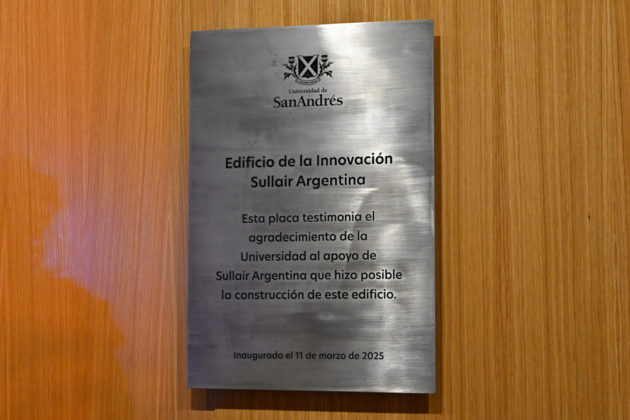 Universidad de
SanAndrés
Edificio de la Innovación
Sullair Argentina
Esta placa testimonia el
agradecimiento de la
Universidad al apoyo de
Sullair Argentina que hizo posible
la construcción de este edificio.
Inaugurado el 11 de marzo de 2025